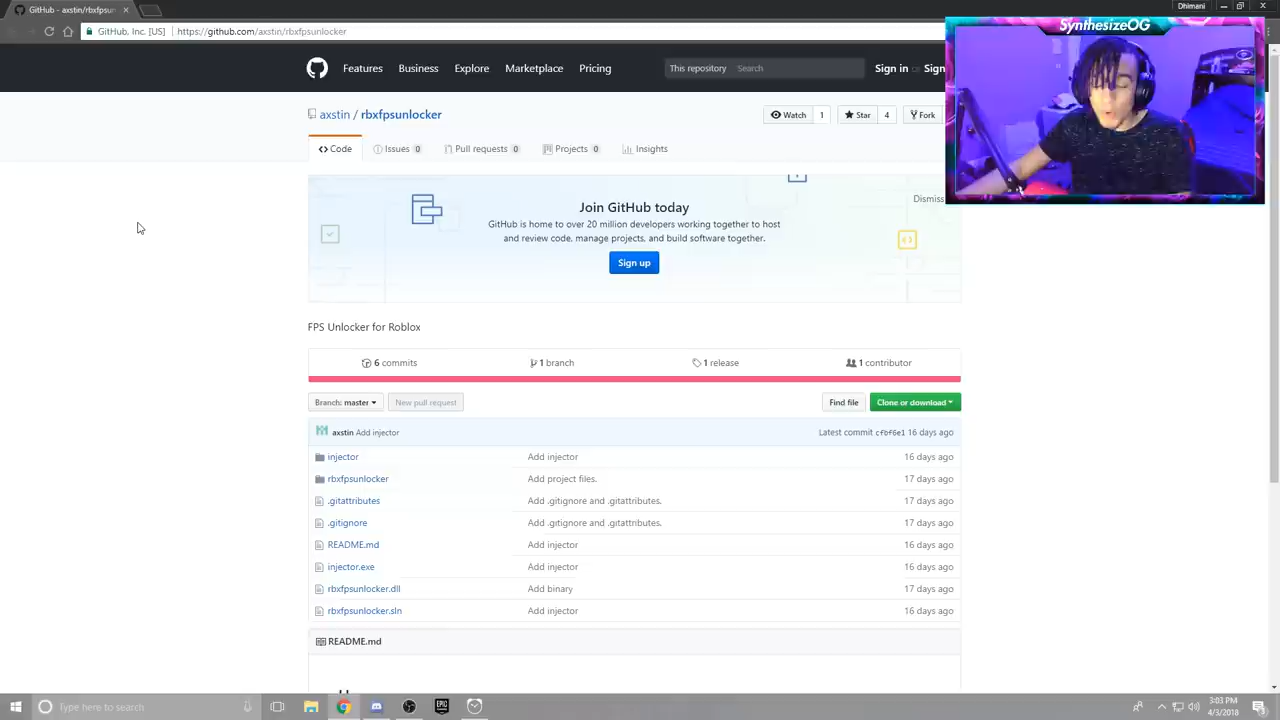 GitHub - axstin/rbxfpsun
Dhimani
GitHub, Inc. [US] https://github.com/axstin/rbxfpsunlocker
SynthesizeOG
Features Business Explore Marketplace Pricing This repository Search Sign in Sign
axstin / rbxfpsunlocker
Watch 1 Star 4 Fork
Code Issues 0 Pull requests 0 Projects 0 Insights
Dismiss
Join GitHub today
GitHub is home to over 20 million developers working together to host
and review code, manage projects, and build software together.
Sign up
FPS Unlocker for Roblox
6 commits 1 branch 1 release 1 contributor
Branch: master New pull request Find file Clone or download
axstin Add injector Latest commit cfbf6e1 16 days ago
injector Add injector 16 days ago
rbxfpsunlocker Add project files. 17 days ago
.gitattributes Add .gitignore and .gitattributes. 17 days ago
.gitignore Add .gitignore and .gitattributes. 17 days ago
README.md Add injector 16 days ago
injector.exe Add injector 16 days ago
rbxfpsunlocker.dll Add binary 17 days ago
rbxfpsunlocker.sln Add injector 16 days ago
README.md
Type here to search
EPIC
3:03 PM
4/3/2018